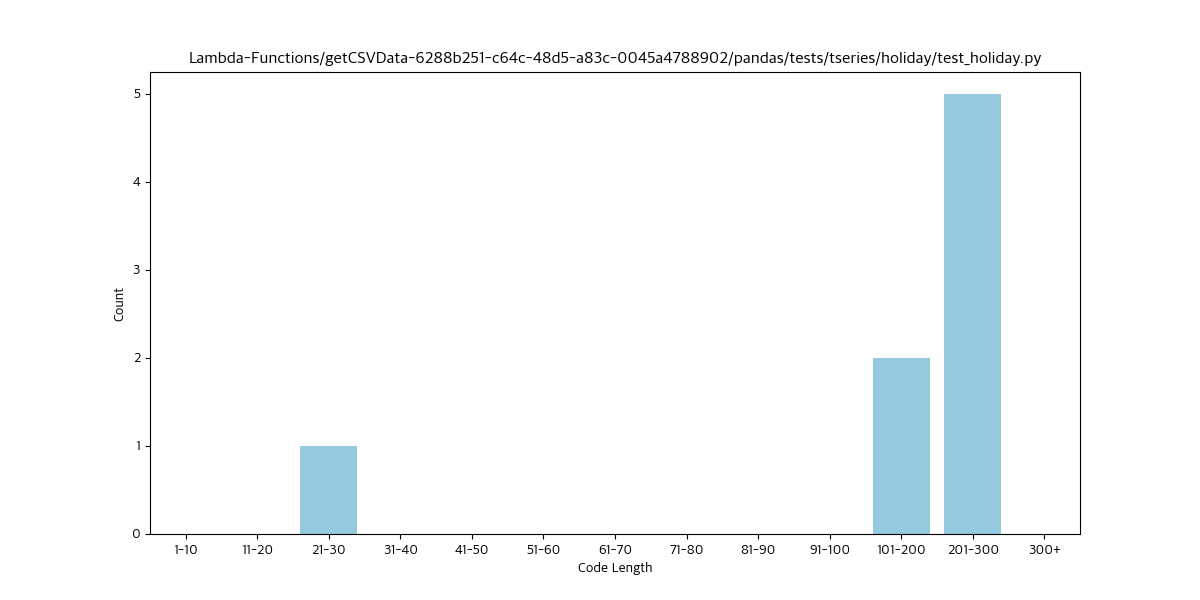 Lambda-Functions/getCSVData-6288b251-c64c-48d5-a83c-0045a4788902/pandas/tests/tseries/holiday/test_holiday.py
5
4
3
2
1
0
Count
1-10 11-20 21-30 31-40 41-50 51-60 61-70 71-80 81-90 91-100 101-200 201-300 300+
Code Length